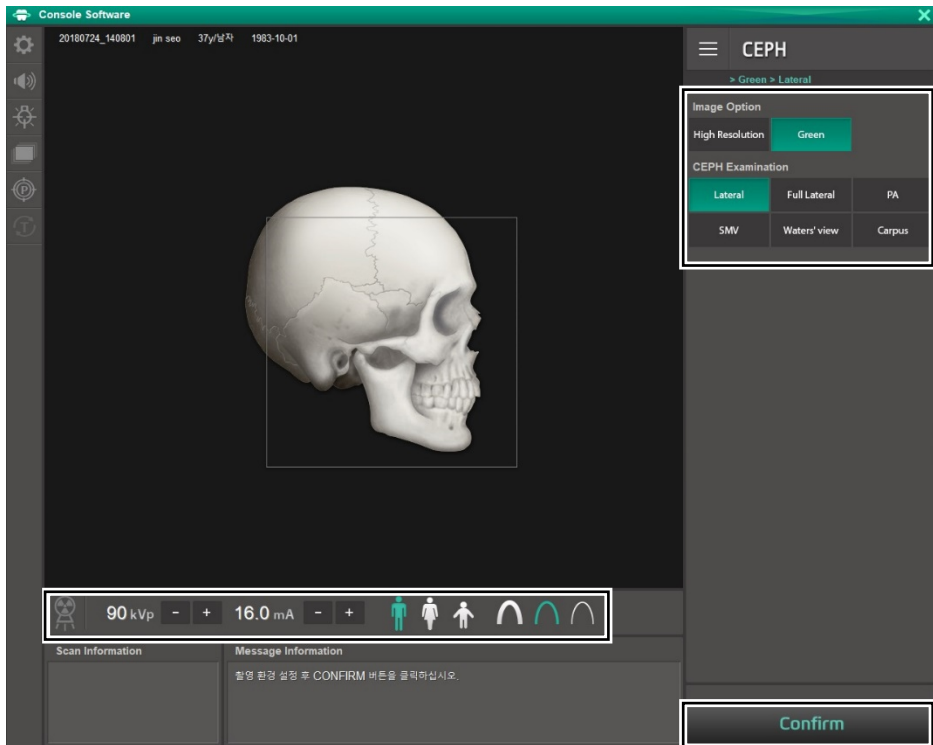 Console Software
20180724_140801 jin seo 37y/남자 1983-10-01
CEPH
> Green > Lateral
Image Option
High Resolution Green
CEPH Examination
Lateral Full Lateral PA
SMV Waters' view Carpus
P
T
90 kVp - + 16.0 mA - +
Scan Information
Message Information
촬영 환경 설정 후 CONFIRM 버튼을 클릭하십시오.
Confirm